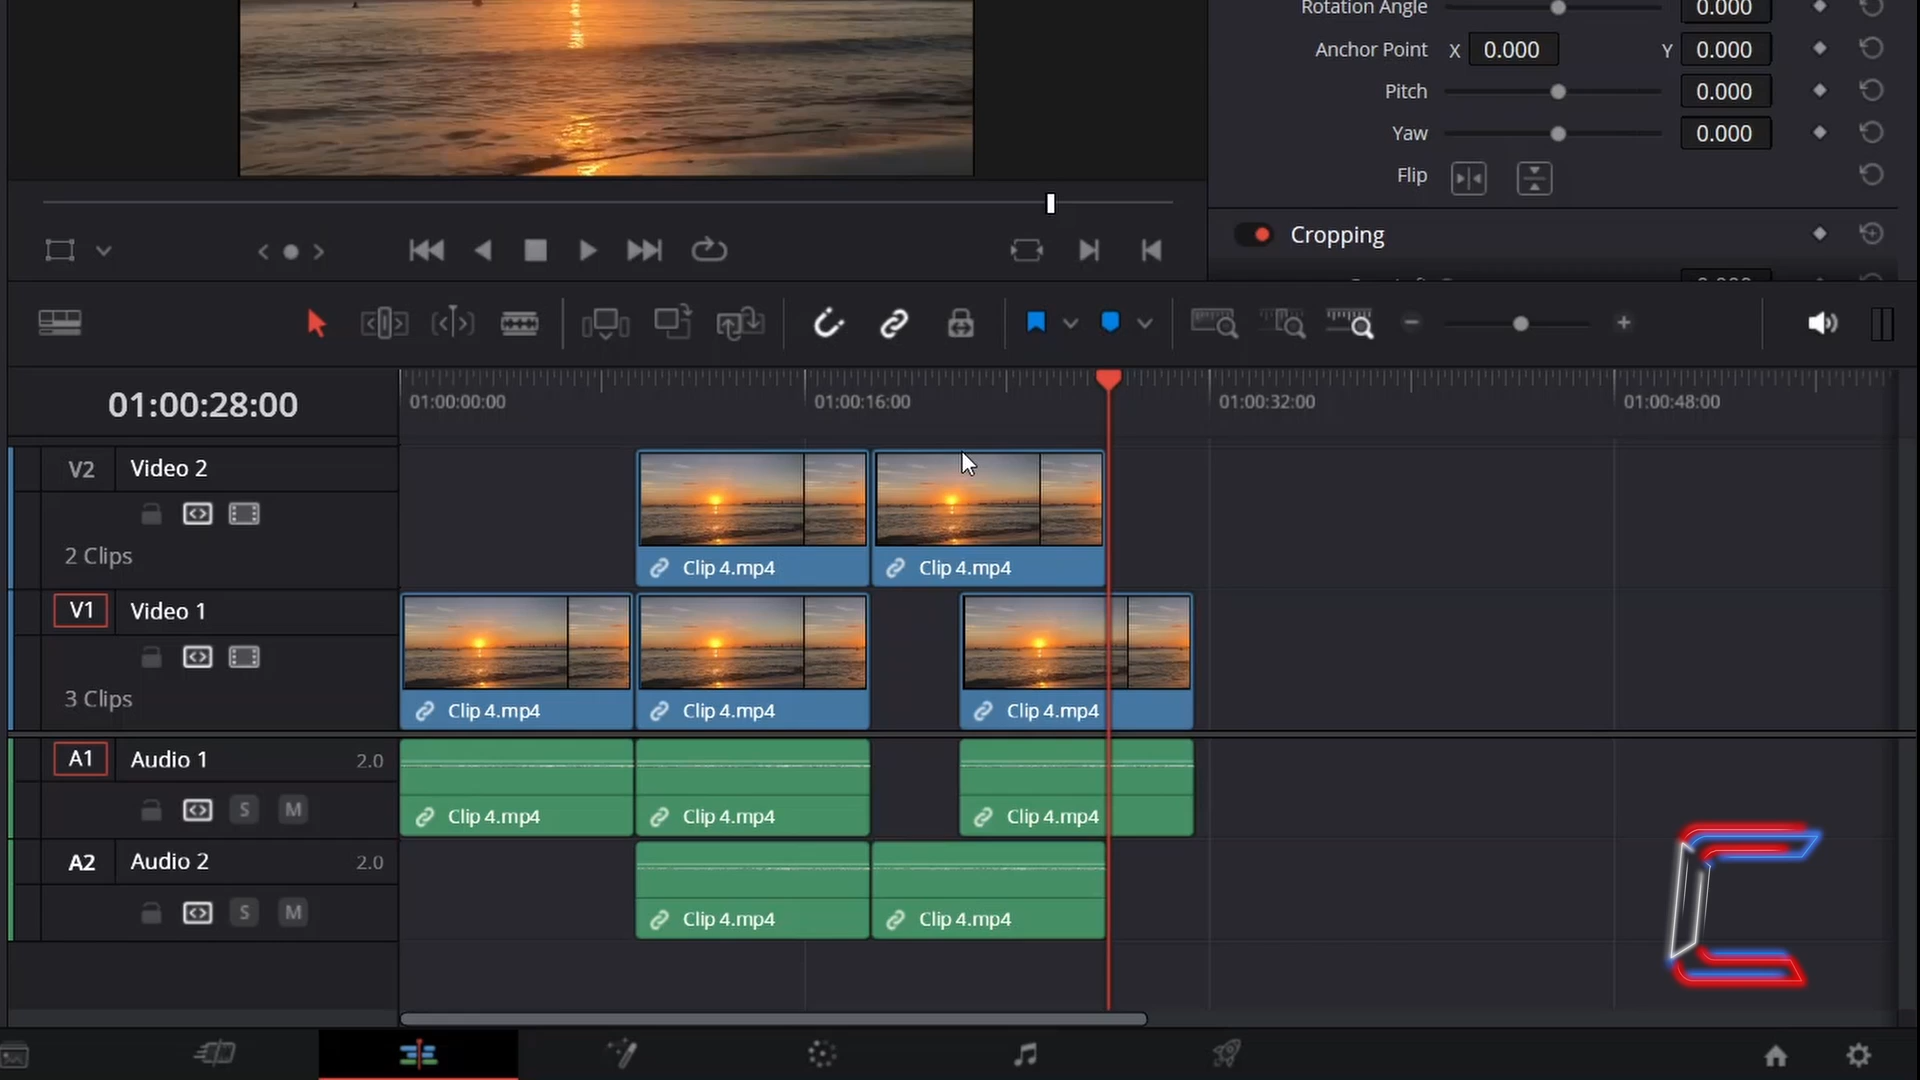 Rotation Angle 0.000
Anchor Point X 0.000 Y 0.000
Pitch 0.000
Yaw 0.000
Flip
Cropping
01:00:28:00
01:00:00:00 01:00:16:00 01:00:32:00 01:00:48:00
V2 Video 2
2 Clips
Clip 4.mp4 Clip 4.mp4
V1 Video 1
3 Clips
Clip 4.mp4 Clip 4.mp4 Clip 4.mp4
A1 Audio 1 2.0
S M
Clip 4.mp4 Clip 4.mp4 Clip 4.mp4
A2 Audio 2 2.0
S M
Clip 4.mp4 Clip 4.mp4